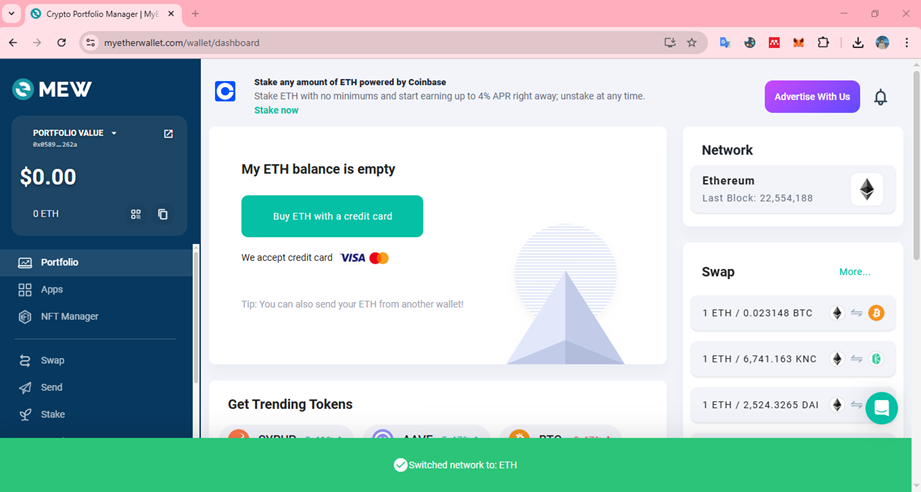 Crypto Portfolio Manager | MyE
myetherwallet.com/wallet/dashboard
MEW
PORTFOLIO VALUE
0x0589...262a
$0.00
0 ETH
Portfolio
Apps
NFT Manager
Swap
Send
Stake
Stake any amount of ETH powered by Coinbase
Stake ETH with no minimums and start earning up to 4% APR right away; unstake at any time.
Stake now
Advertise With Us
My ETH balance is empty
Buy ETH with a credit card
We accept credit card VISA
Tip: You can also send your ETH from another wallet!
Get Trending Tokens
Network
Ethereum
Last Block: 22,554,188
Swap
More...
1 ETH / 0.023148 BTC
1 ETH / 6,741.163 KNC
1 ETH / 2,524.3265 DAI
Switched network to: ETH